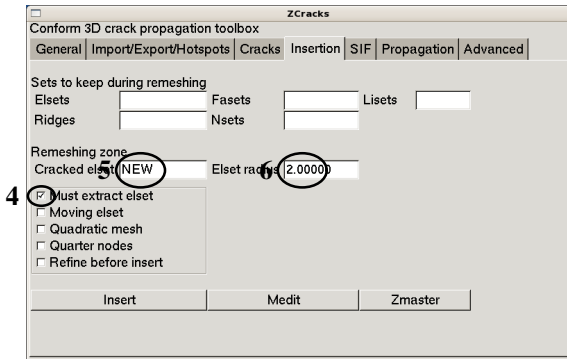 ZCracks
Conform 3D crack propagation toolbox
General Import/Export/Hotspots Cracks Insertion SIF Propagation Advanced
Sets to keep during remeshing
Elsets Fasets Lisets
Ridges Nsets
Remeshing zone
Cracked elset 5 NEW Elset radius 6 2.00000
4 Must extract elset
Moving elset
Quadratic mesh
Quarter nodes
Refine before insert
Insert Medit Zmaster